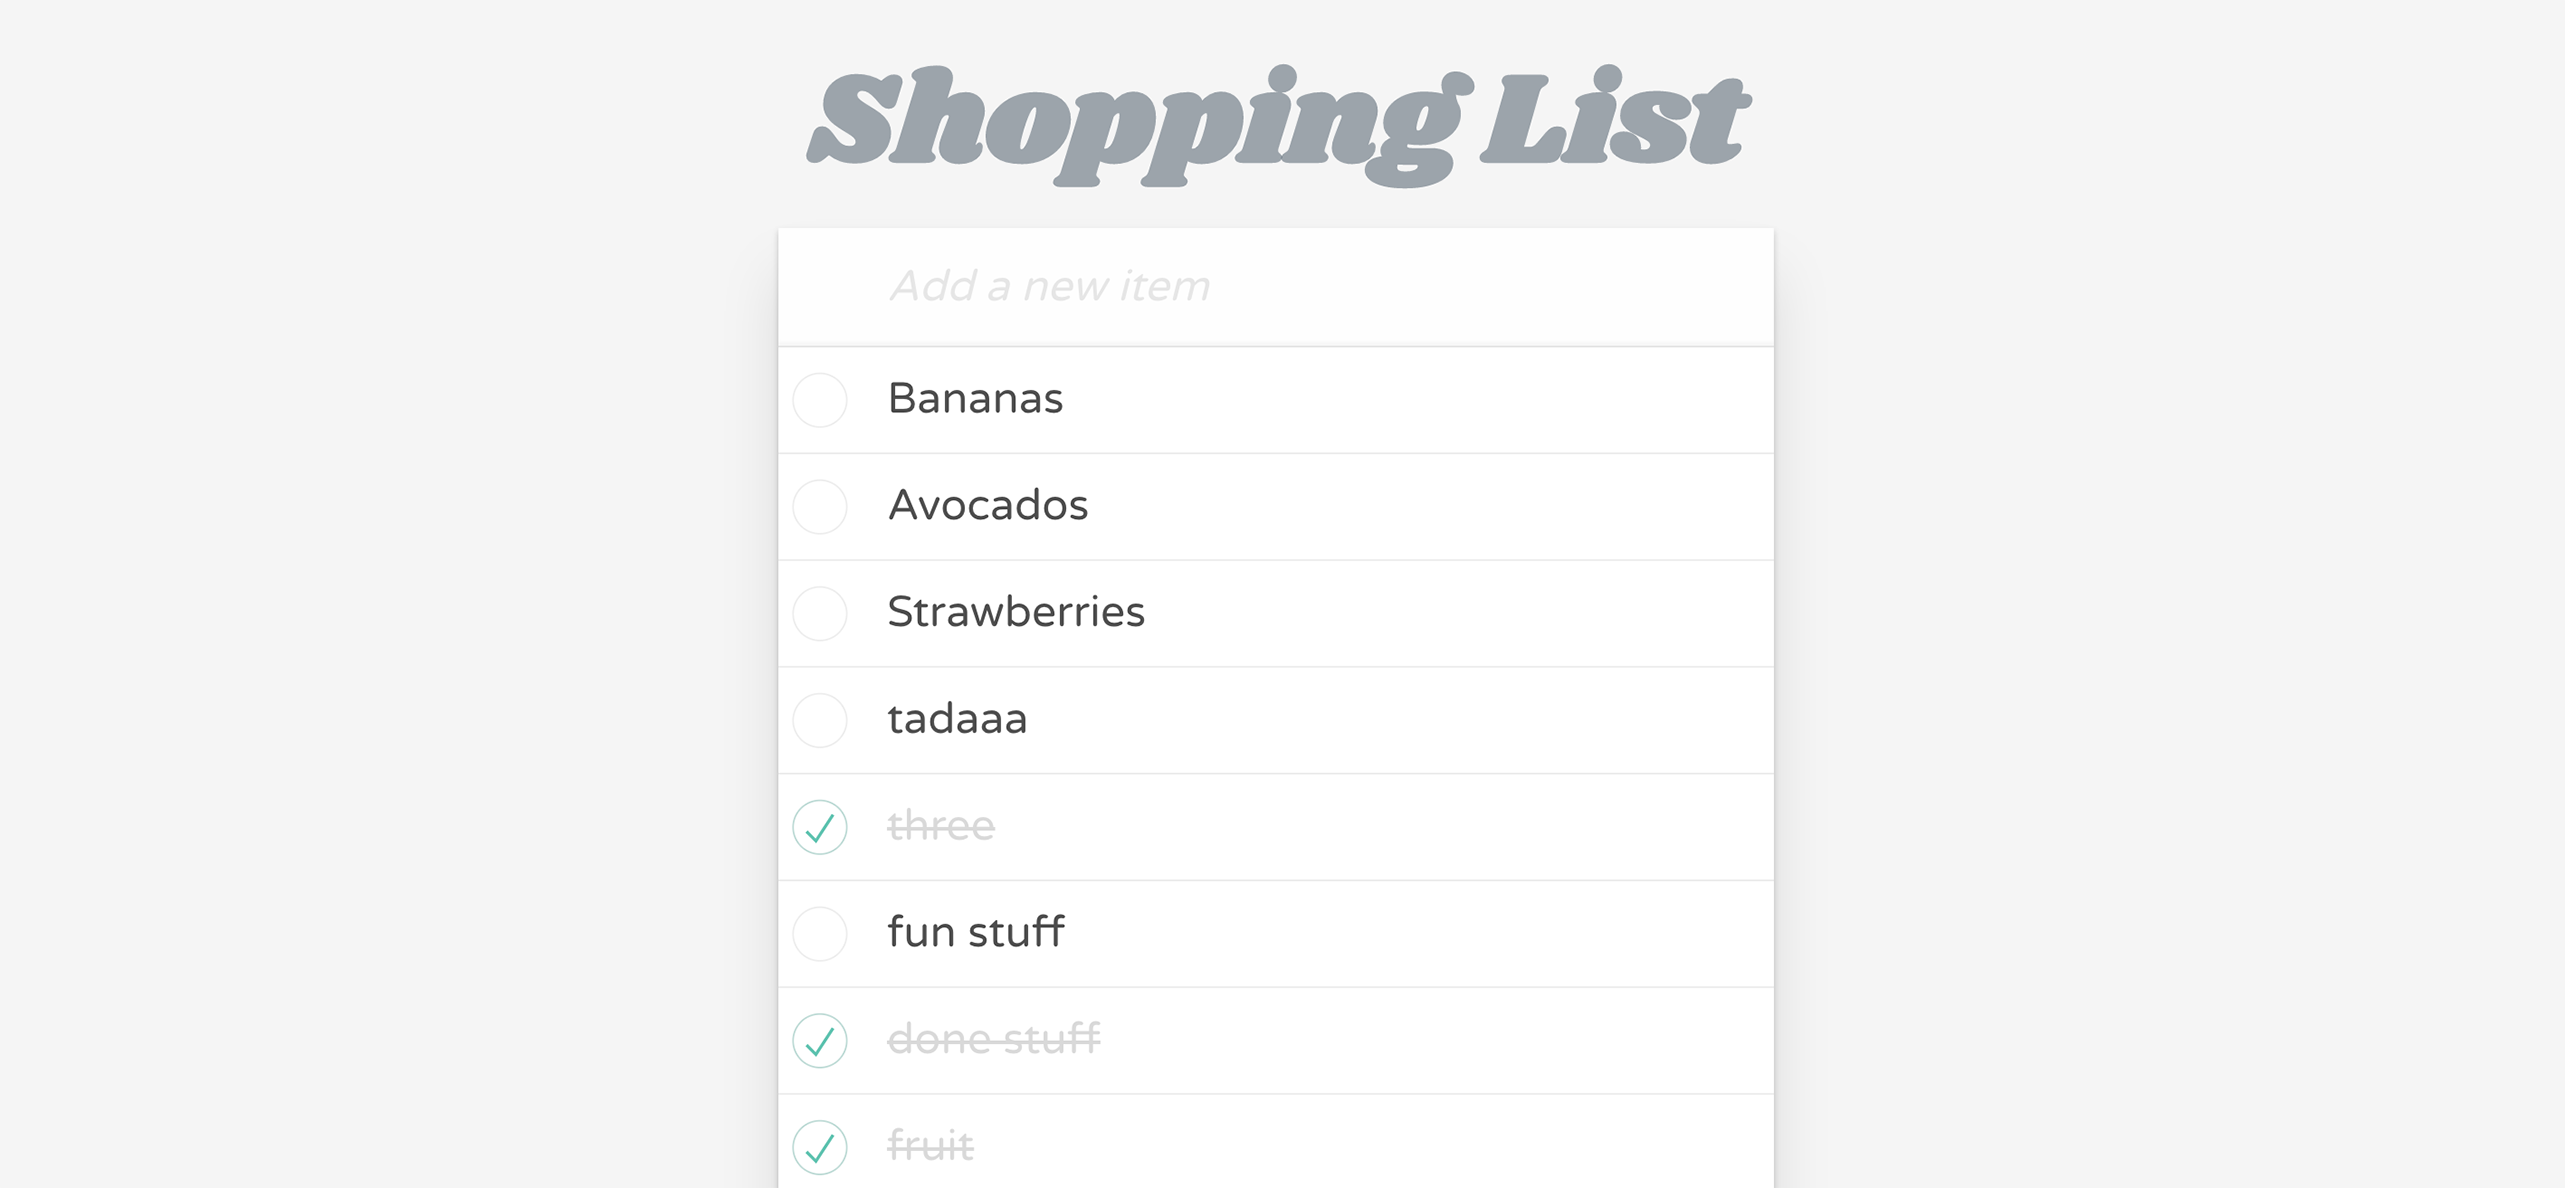 Shopping List
Add a new item
Bananas
Avocados
Strawberries
tadaaa
three
fun stuff
done stuff
fruit